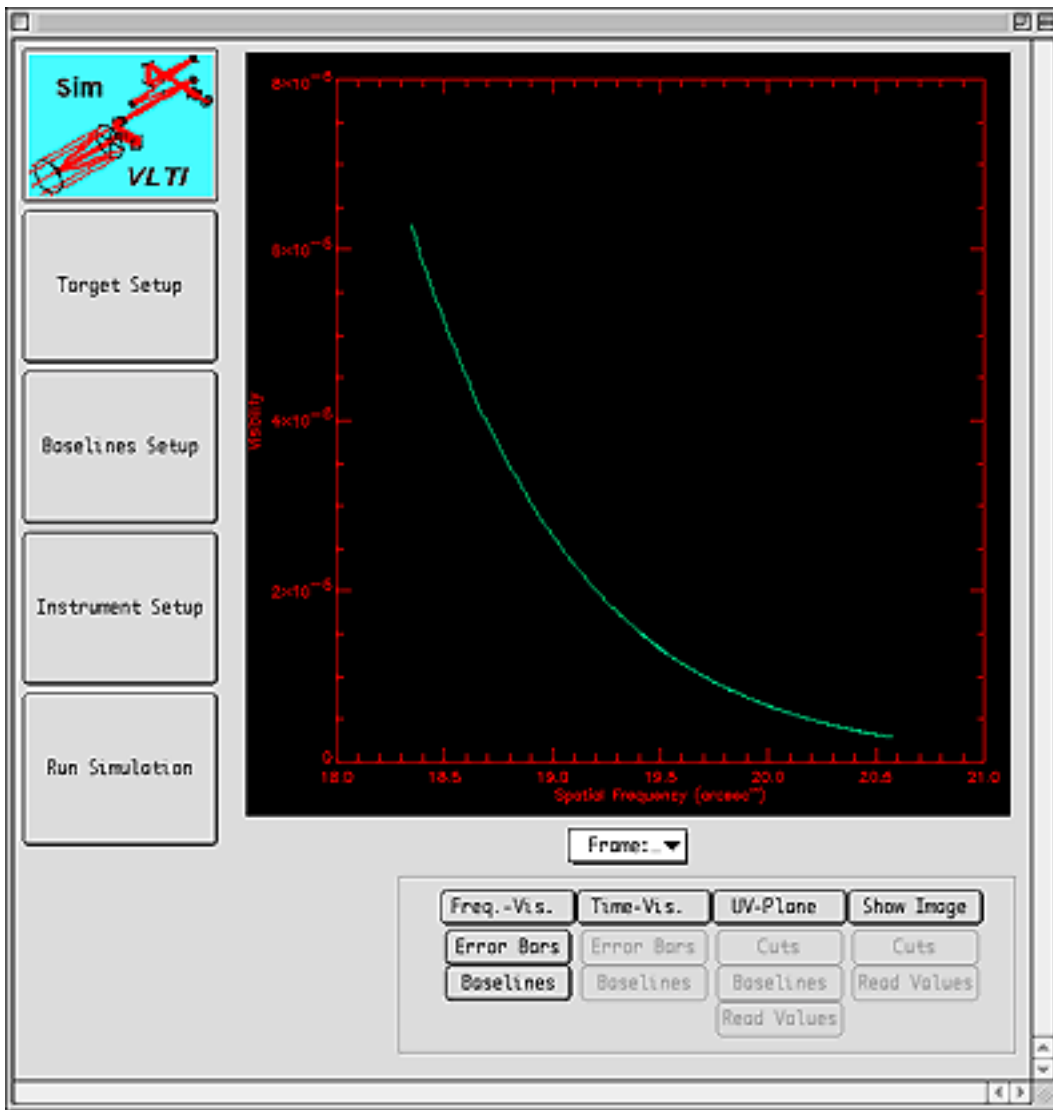 Sim
VLTI
Target Setup
Baselines Setup
Instrument Setup
Run Simulation
8×10⁻⁶
6×10⁻⁶
4×10⁻⁶
2×10⁻⁶
0
Visibility
18.0 18.5 19.0 19.5 20.0 20.5 21.0
Spatial Frequency (arcsec⁻¹)
Frame:
Freq.-Vis. Time-Vis. UV-Plane Show Image
Error Bars Error Bars Cuts Cuts
Baselines Baselines Baselines Read Values
Read Values